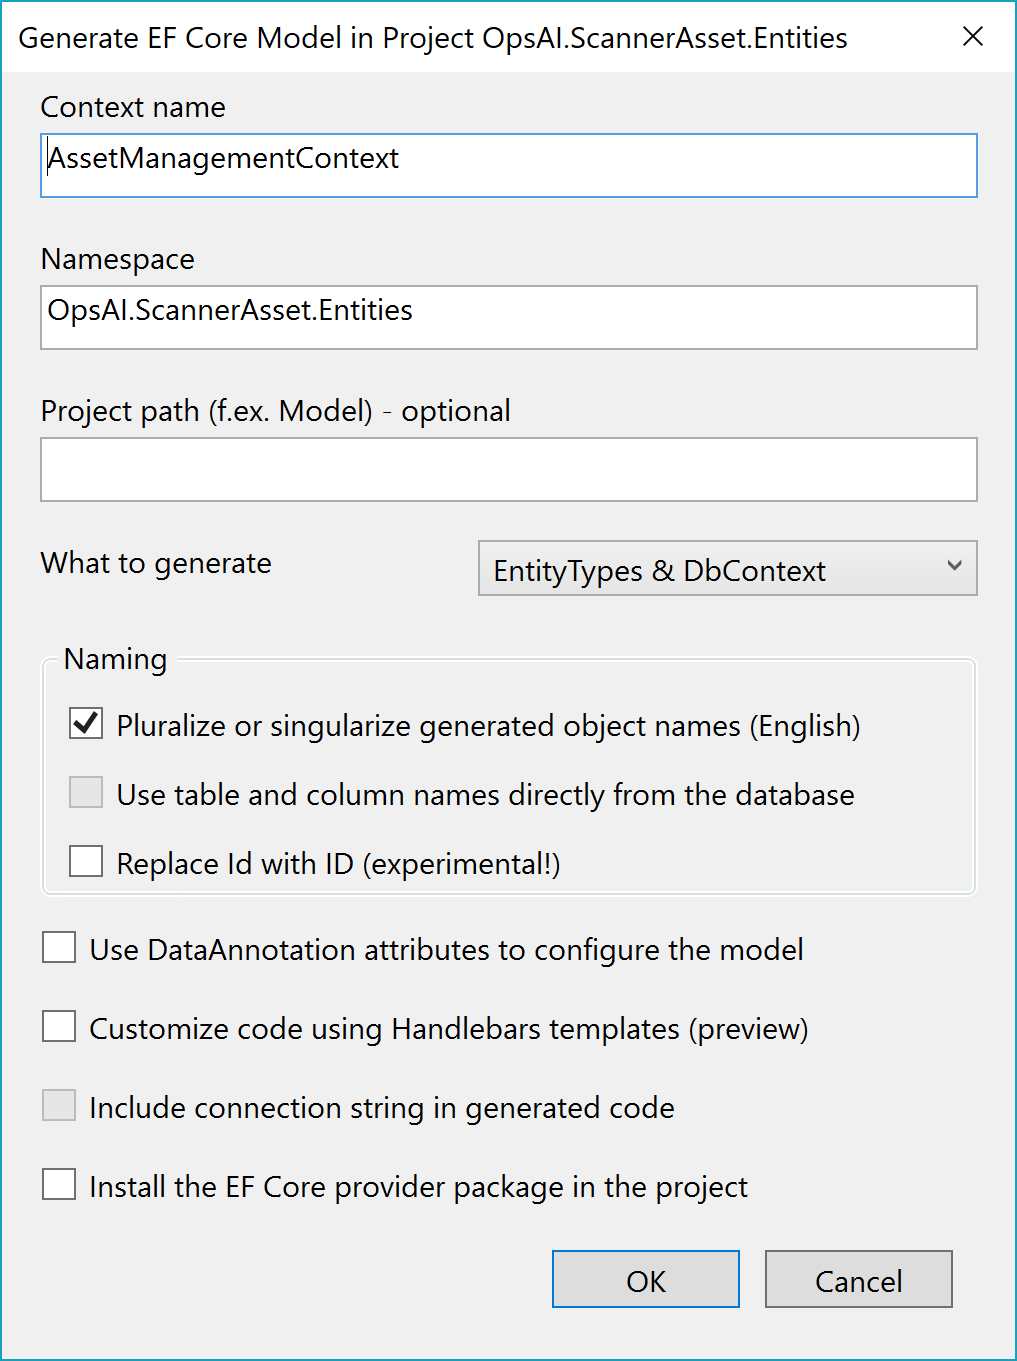 Generate EF Core Model in Project OpsAI.ScannerAsset.Entities
Context name
AssetManagementContext
Namespace
OpsAI.ScannerAsset.Entities
Project path (f.ex. Model) - optional
What to generate
EntityTypes & DbContext
Naming
Pluralize or singularize generated object names (English)
Use table and column names directly from the database
Replace Id with ID (experimental!)
Use DataAnnotation attributes to configure the model
Customize code using Handlebars templates (preview)
Include connection string in generated code
Install the EF Core provider package in the project
OK
Cancel